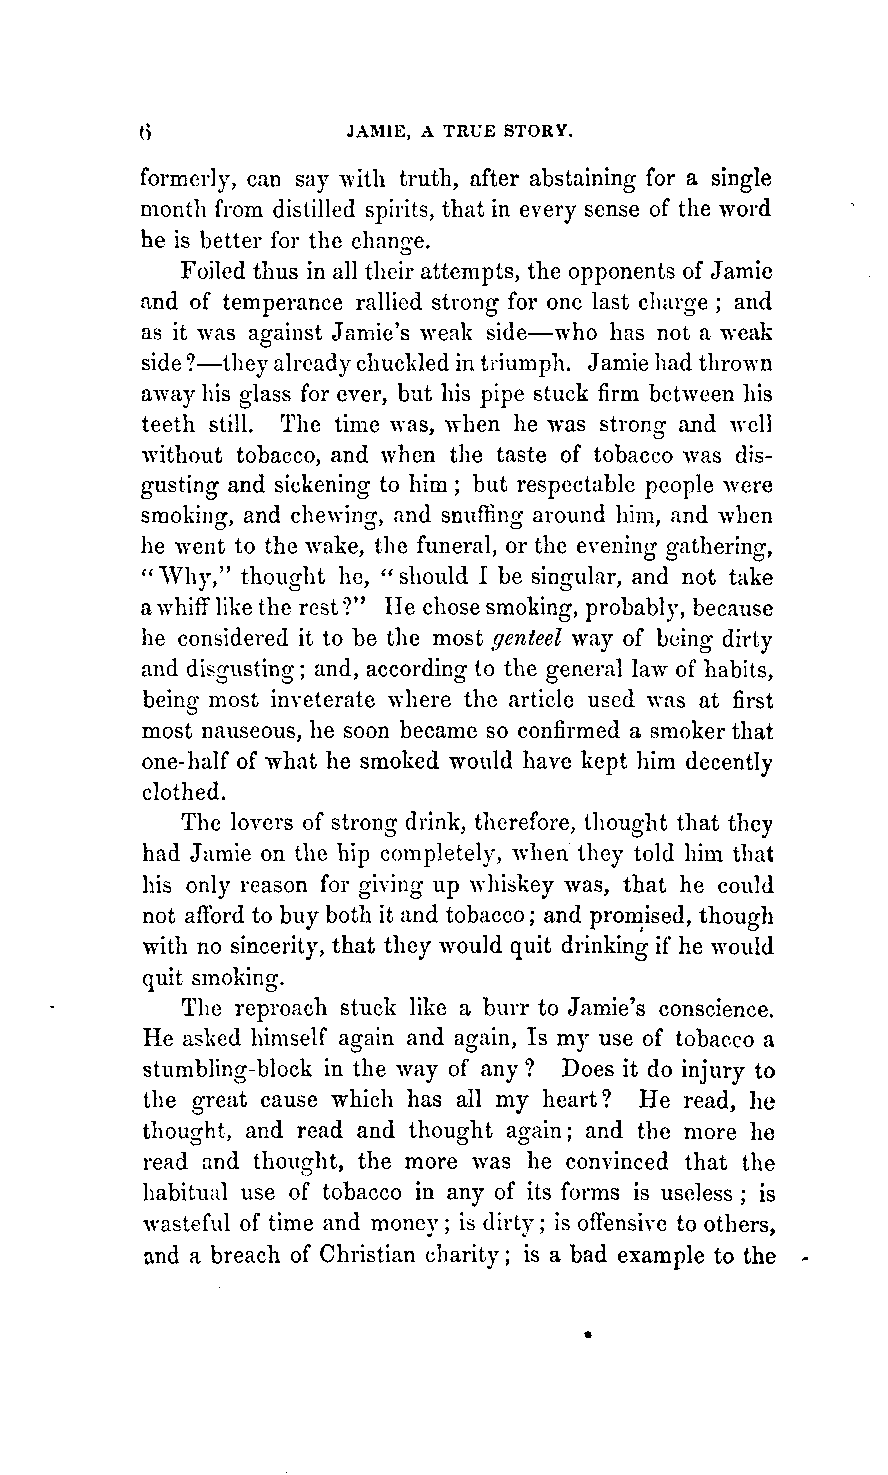 6 JAMIE, A TRUE STORY.
formerly, can say with truth, after abstaining for a single
month from distilled spirits, that in every sense of the word
he is better for the change.
Foiled thus in all their attempts, the opponents of Jamie
and of temperance rallied strong for one last charge ; and
as it was against Jamie's weak side—who has not a weak
side ?—they already chuckled in triumph. Jamie had thrown
away his glass for ever, but his pipe stuck firm between his
teeth still. The time was, when he was strong and well
without tobacco, and when the taste of tobacco was dis-
gusting and sickening to him ; but respectable people were
smoking, and chewing, and snuffing around him, and when
he went to the wake, the funeral, or the evening gathering,
"Why," thought he, "should I be singular, and not take
a whiff like the rest ?" He chose smoking, probably, because
he considered it to be the most genteel way of being dirty
and disgusting ; and, according to the general law of habits,
being most inveterate where the article used was at first
most nauseous, he soon became so confirmed a smoker that
one-half of what he smoked would have kept him decently
clothed.
The lovers of strong drink, therefore, thought that they
had Jamie on the hip completely, when they told him that
his only reason for giving up whiskey was, that he could
not afford to buy both it and tobacco ; and promised, though
with no sincerity, that they would quit drinking if he would
quit smoking.
The reproach stuck like a burr to Jamie's conscience.
He asked himself again and again, Is my use of tobacco a
stumbling-block in the way of any ? Does it do injury to
the great cause which has all my heart? He read, he
thought, and read and thought again ; and the more he
read and thought, the more was he convinced that the
habitual use of tobacco in any of its forms is useless ; is
wasteful of time and money ; is dirty ; is offensive to others,
and a breach of Christian charity ; is a bad example to the